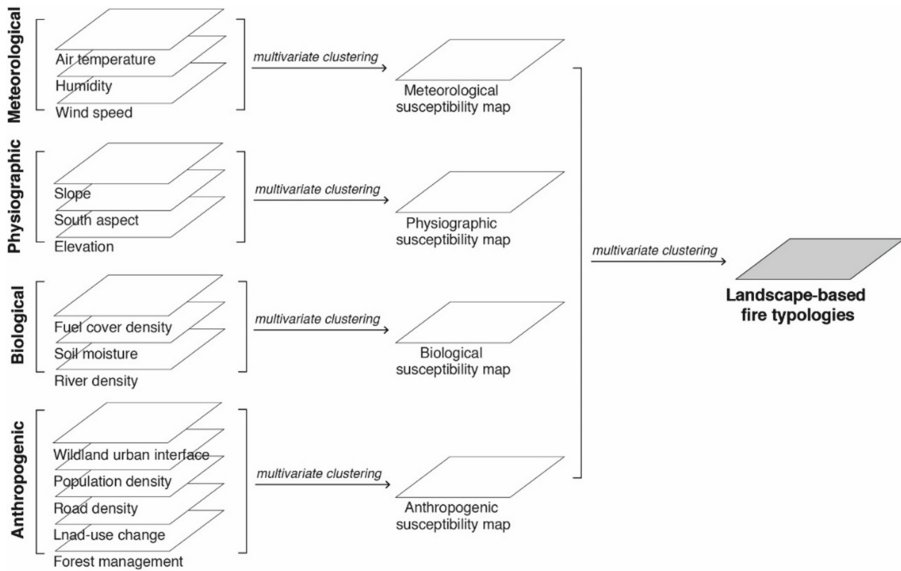 Meteorological
Air temperature
Humidity
Wind speed
multivariate clustering
Meteorological
susceptibility map
Physiographic
Slope
South aspect
Elevation
multivariate clustering
Physiographic
susceptibility map
multivariate clustering
Landscape-based
fire typologies
Biological
Fuel cover density
Soil moisture
River density
multivariate clustering
Biological
susceptibility map
Anthropogenic
Wildland urban interface
Population density
Road density
Lnad-use change
Forest management
multivariate clustering
Anthropogenic
susceptibility map